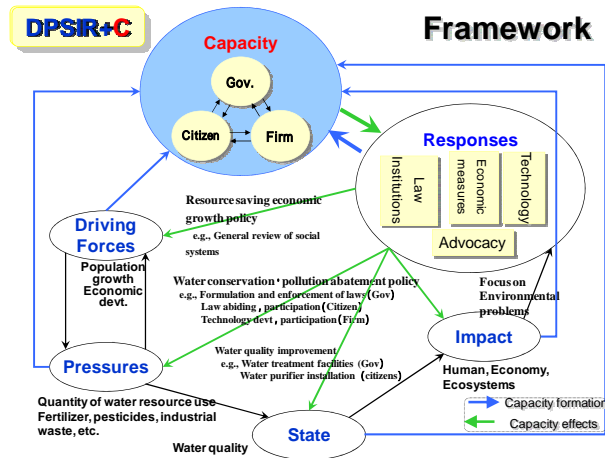 DPSIR+C
Framework
Capacity
Gov.
Citizen
Firm
Responses
Law
Institutions
Economic
measures
Technology
Advocacy
Resource saving economic
growth policy
e.g., General review of social
systems
Driving
Forces
Population
growth
Economic
devt.
Water conservation・pollution abatement policy
e.g., Formulation and enforcement of laws (Gov)
Law abiding , participation (Citizen)
Technology devt , participation (Firm)
Focus on
Environmental
problems
Impact
Human, Economy,
Ecosystems
Water quality improvement
e.g., Water treatment facilities (Gov)
Water purifier installation (citizens)
Pressures
Quantity of water resource use
Fertilizer, pesticides, industrial
waste, etc.
State
Water quality
Capacity formation
Capacity effects